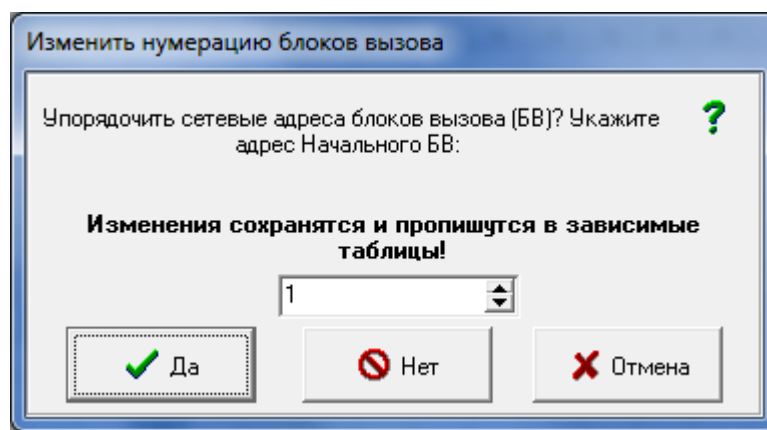 Изменить нумерацию блоков вызова
Упорядочить сетевые адреса блоков вызова (БВ)? Укажите
адрес Начального БВ:
Изменения сохранятся и пропишутся в зависимые
таблицы!
1
Да Нет Отмена